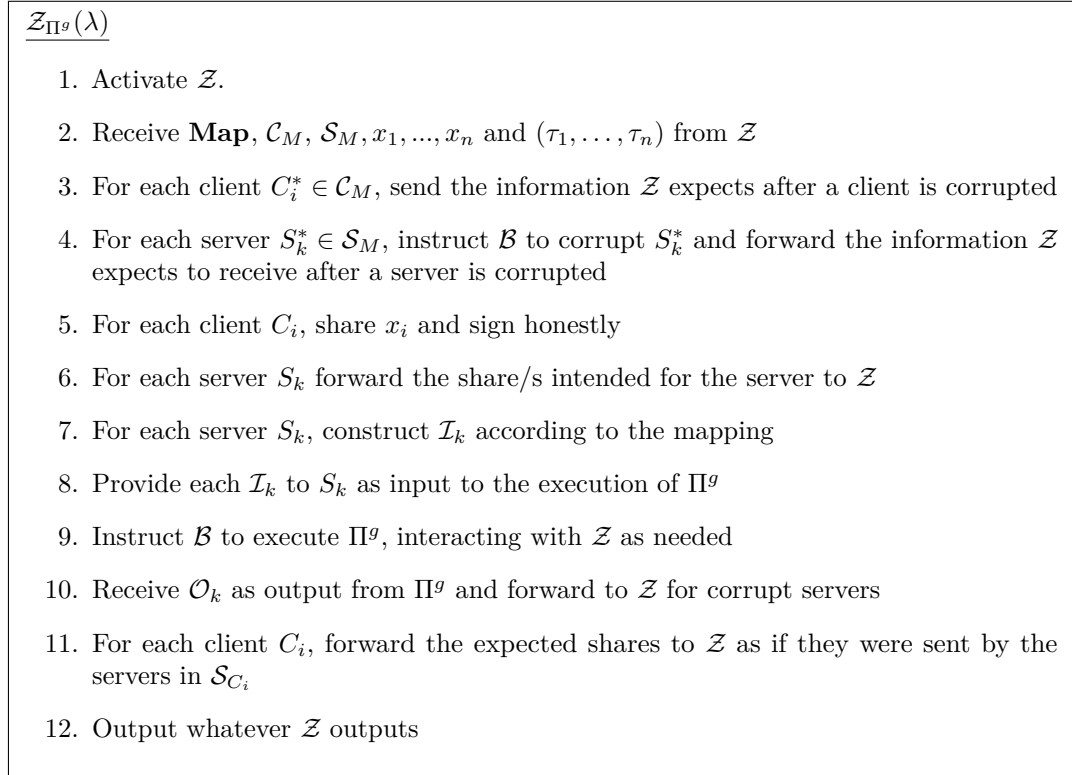 𝒵_{Π^g}(λ)
1. Activate 𝒵.
2. Receive Map, 𝒞_M, 𝒮_M, x_1, ..., x_n and (τ_1, . . . , τ_n) from 𝒵
3. For each client C_i^* ∈ 𝒞_M, send the information 𝒵 expects after a client is corrupted
4. For each server S_k^* ∈ 𝒮_M, instruct ℬ to corrupt S_k^* and forward the information 𝒵
expects to receive after a server is corrupted
5. For each client C_i, share x_i and sign honestly
6. For each server S_k forward the share/s intended for the server to 𝒵
7. For each server S_k, construct ℐ_k according to the mapping
8. Provide each ℐ_k to S_k as input to the execution of Π^g
9. Instruct ℬ to execute Π^g, interacting with 𝒵 as needed
10. Receive 𝒪_k as output from Π^g and forward to 𝒵 for corrupt servers
11. For each client C_i, forward the expected shares to 𝒵 as if they were sent by the
servers in 𝒮_{C_i}
12. Output whatever 𝒵 outputs